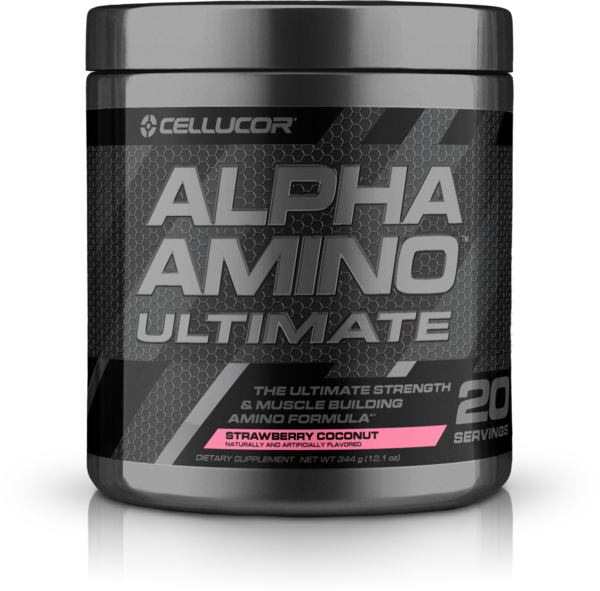 CELLUCOR®
ALPHA
AMINO™
ULTIMATE
THE ULTIMATE STRENGTH
& MUSCLE BUILDING
AMINO FORMULA*
20
SERVINGS
STRAWBERRY COCONUT
NATURALLY AND ARTIFICIALLY FLAVORED
DIETARY SUPPLEMENT NET WT 344 g (12.1 oz)